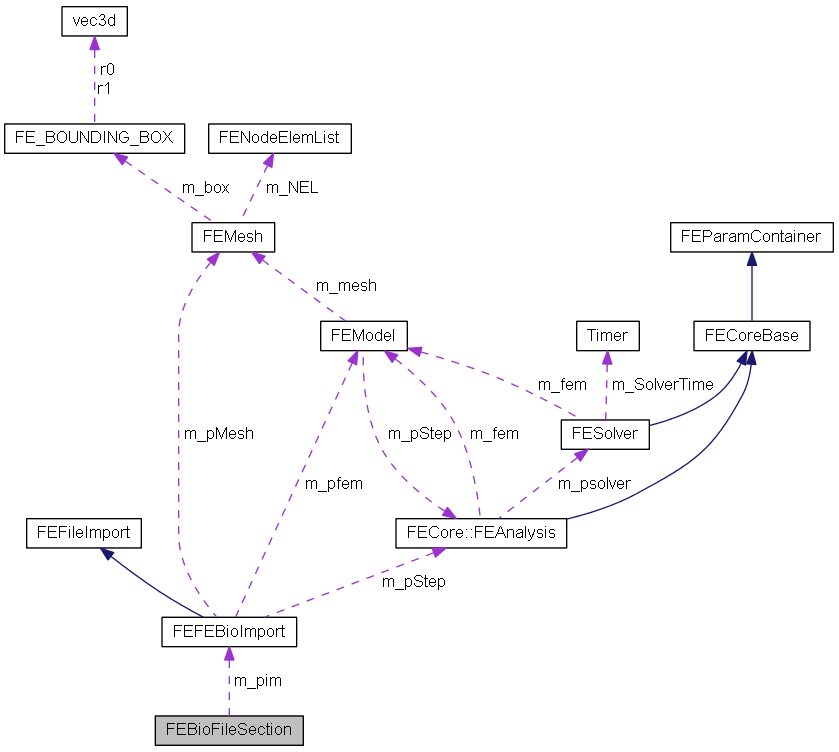 vec3d
r0
r1
FE_BOUNDING_BOX
FENodeElemList
m_box
m_NEL
FEMesh
FEParamContainer
m_mesh
FEModel
Timer
FECoreBase
m_fem
m_SolverTime
m_pMesh
m_pStep
m_fem
FESolver
m_pfem
m_psolver
FEFileImport
FECore::FEAnalysis
m_pStep
FEFEBioImport
m_pim
FEBioFileSection